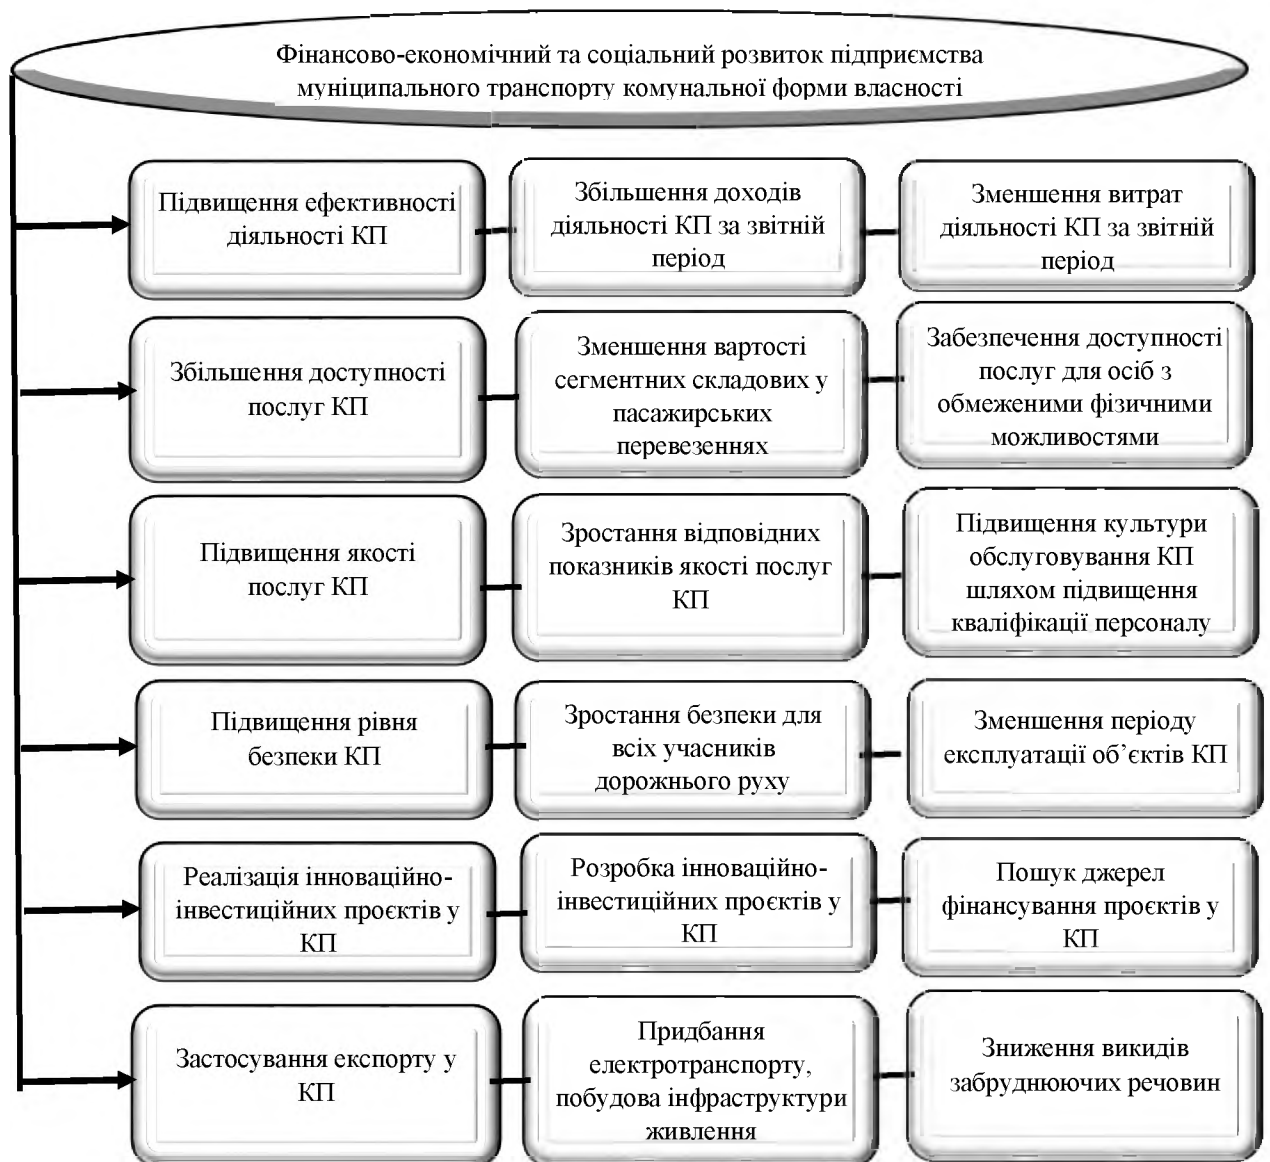 Фінансово-економічний та соціальний розвиток підприємства
муніципального транспорту комунальної форми власності
Підвищення ефективності
діяльності КП
Збільшення доходів
діяльності КП за звітній
період
Зменшення витрат
діяльності КП за звітній
період
Збільшення доступності
послуг КП
Зменшення вартості
сегментних складових у
пасажирських
перевезеннях
Забезпечення доступності
послуг для осіб з
обмеженими фізичними
можливостями
Підвищення якості
послуг КП
Зростання відповідних
показників якості послуг
КП
Підвищення культури
обслуговування КП
шляхом підвищення
кваліфікації персоналу
Підвищення рівня
безпеки КП
Зростання безпеки для
всіх учасників
дорожнього руху
Зменшення періоду
експлуатації об’єктів КП
Реалізація інноваційно-
інвестиційних проєктів у
КП
Розробка інноваційно-
інвестиційних проєктів у
КП
Пошук джерел
фінансування проєктів у
КП
Застосування експорту у
КП
Придбання
електротранспорту,
побудова інфраструктури
живлення
Зниження викидів
забруднюючих речовин